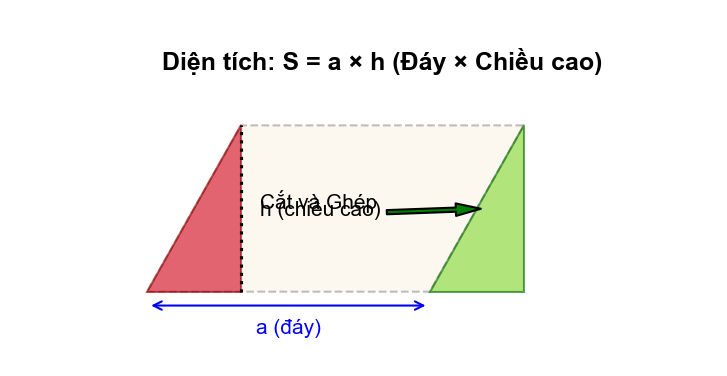 Diện tích: S = a × h (Đáy × Chiều cao)
Cắt và Ghép
h (chiều cao)
a (đáy)